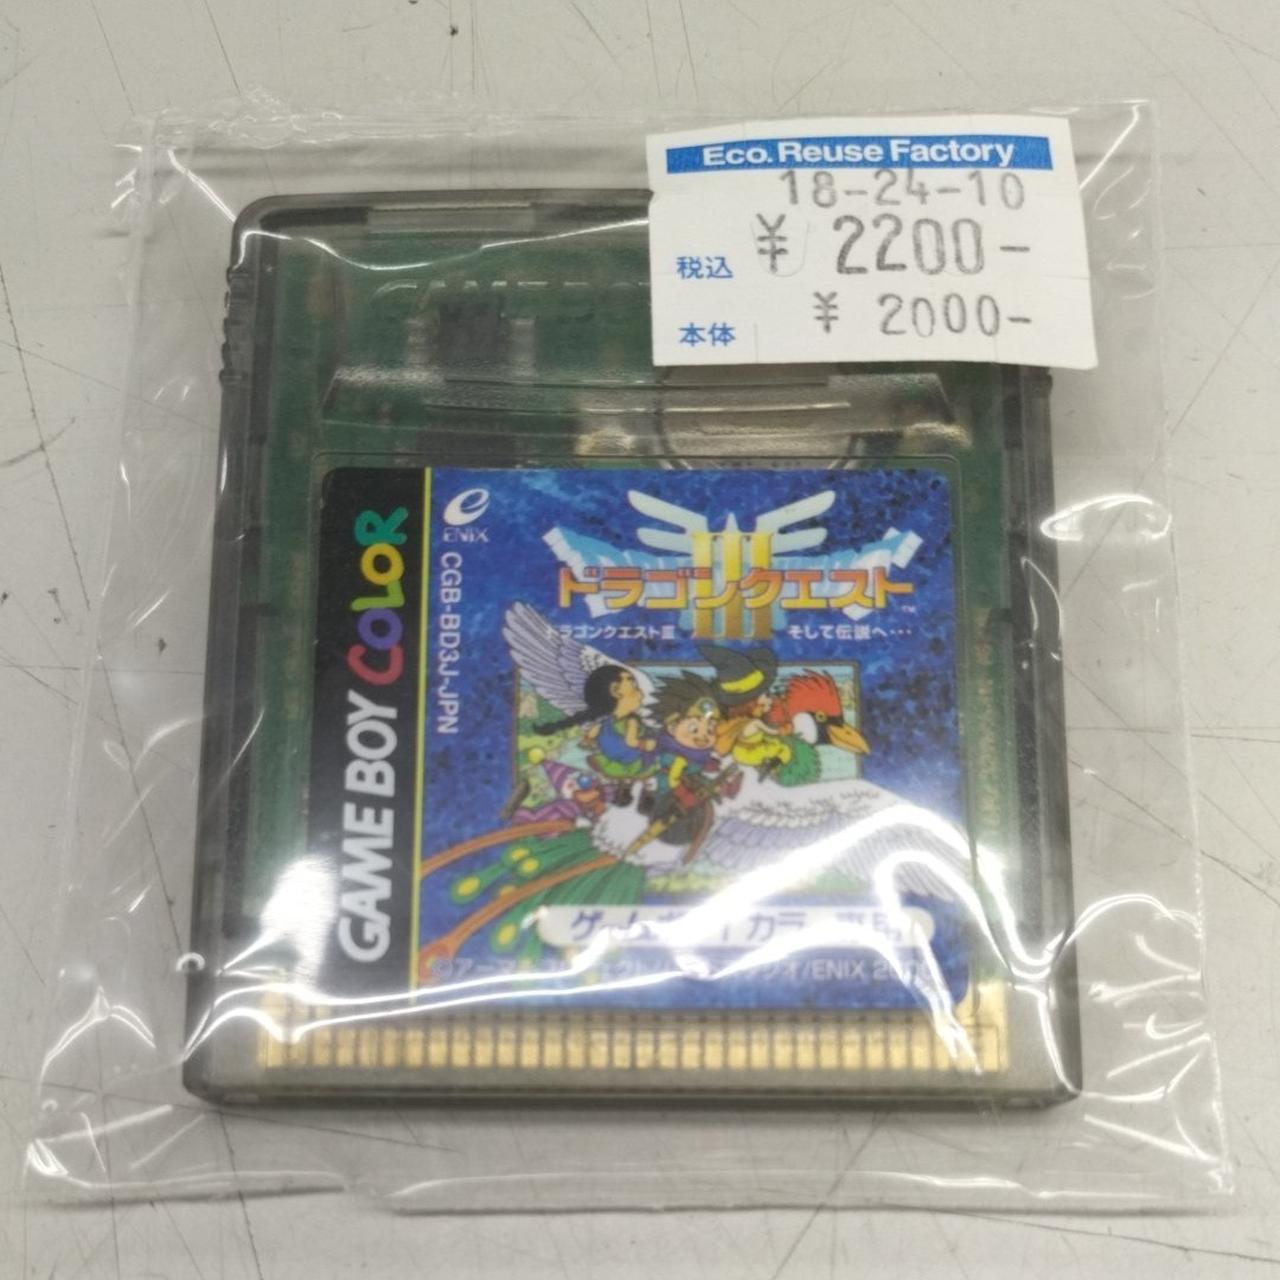 Eco. Reuse Factory
18-24-10
税込 ¥ 2200-
本体 ¥ 2000-
GAME BOY COLOR
ENIX
CGB-BD3J-JPN
III
ドラゴンクエスト
TM
ドラゴンクエストIII そして伝説へ…
/ENIX